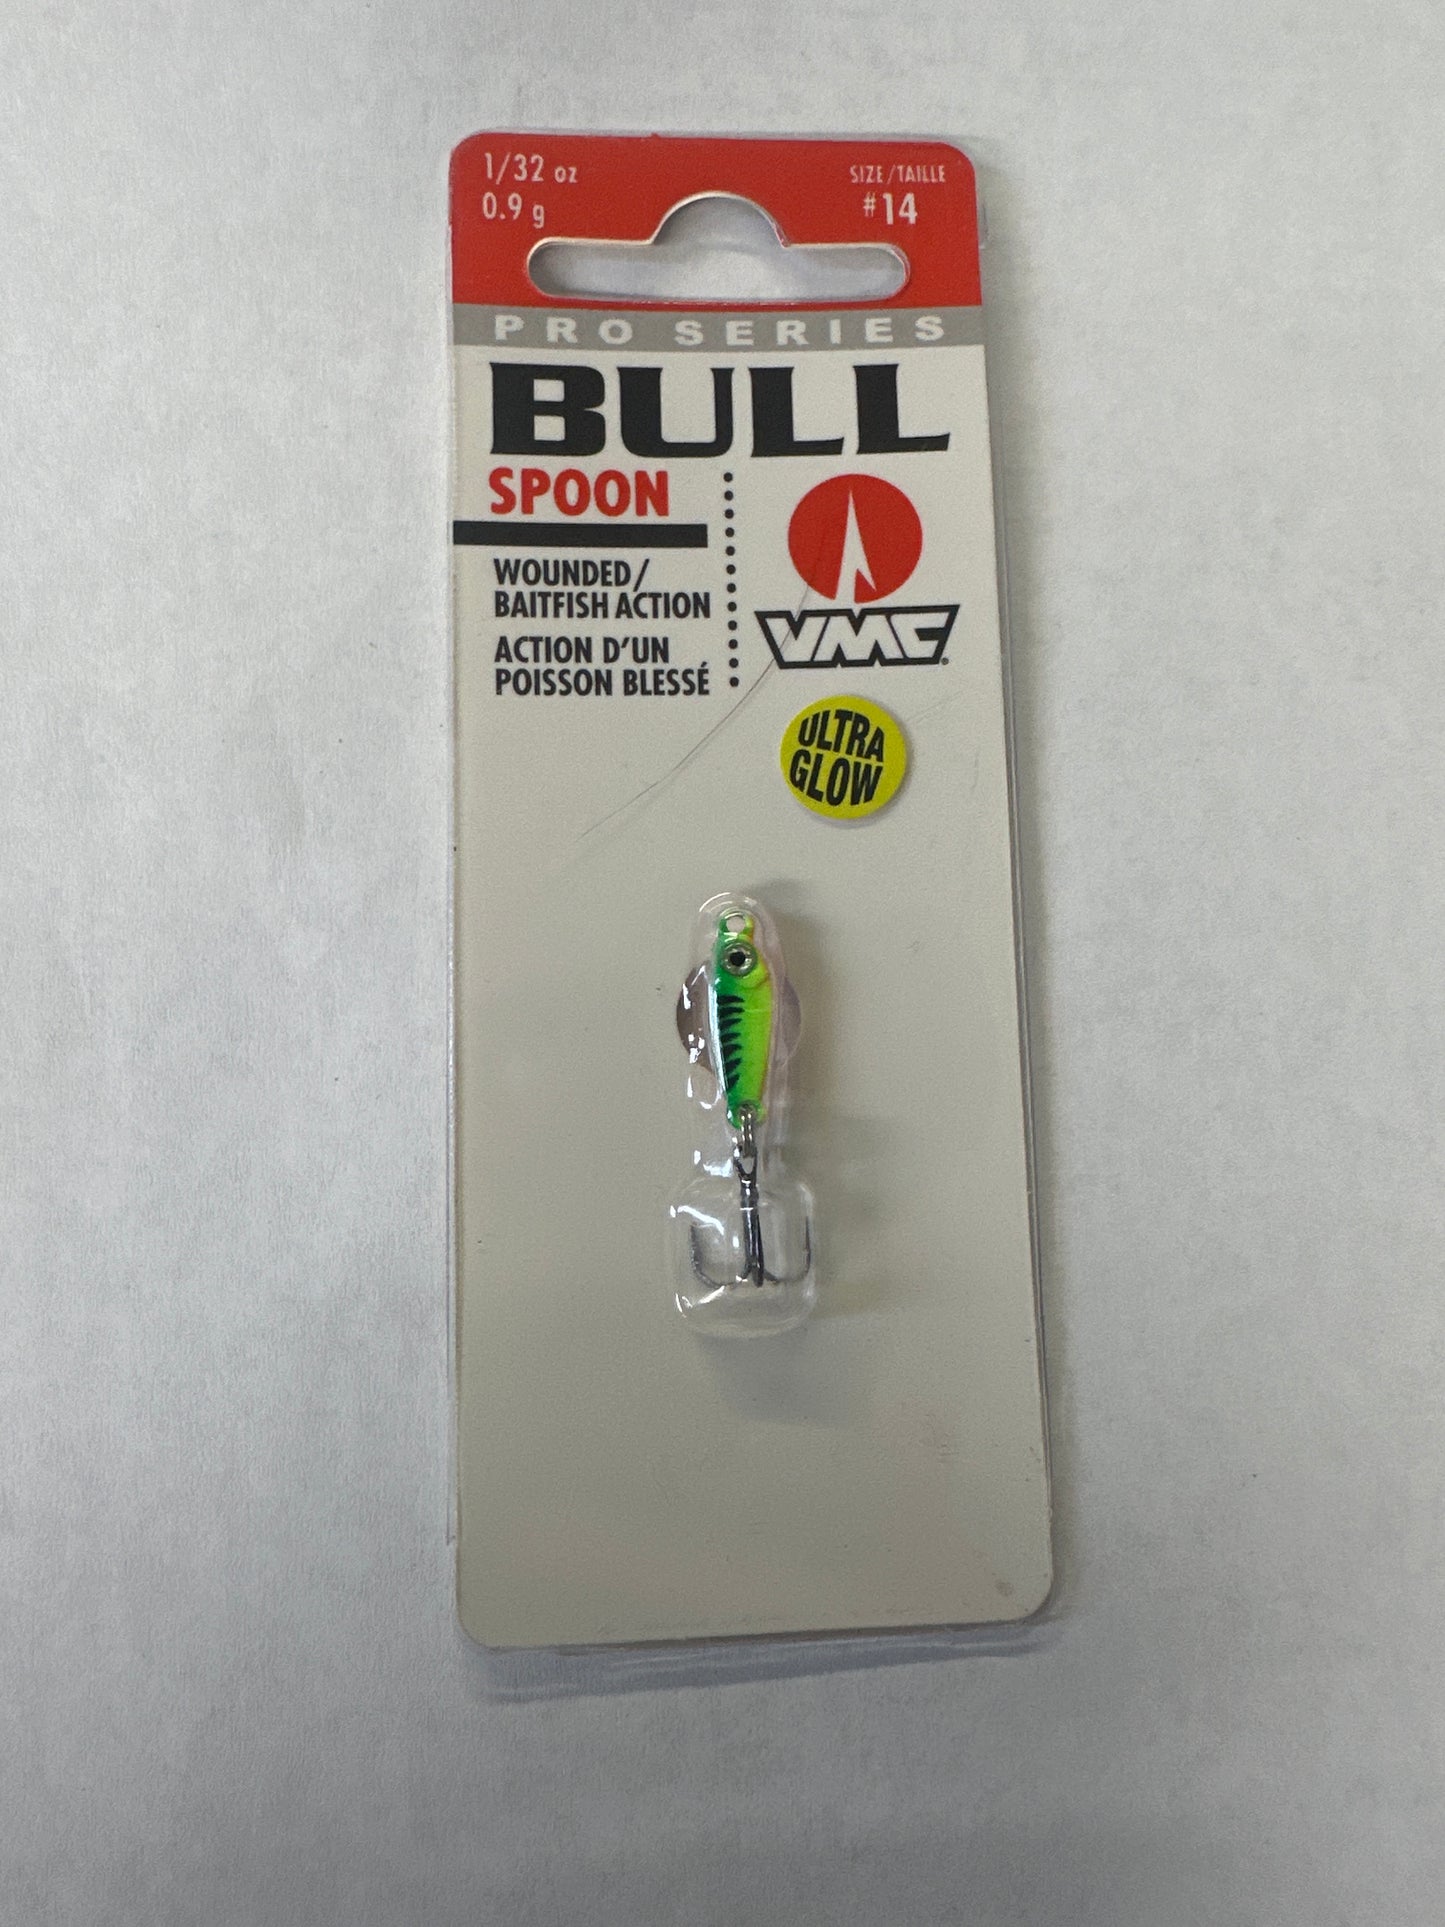 1/32 oz
0.9 g
SIZE/TAILLE
#14
PRO SERIES
BULL
SPOON
WOUNDED/
BAITFISH ACTION
ACTION D'UN
POISSON BLESSÉ
VMC®
ULTRA
GLOW